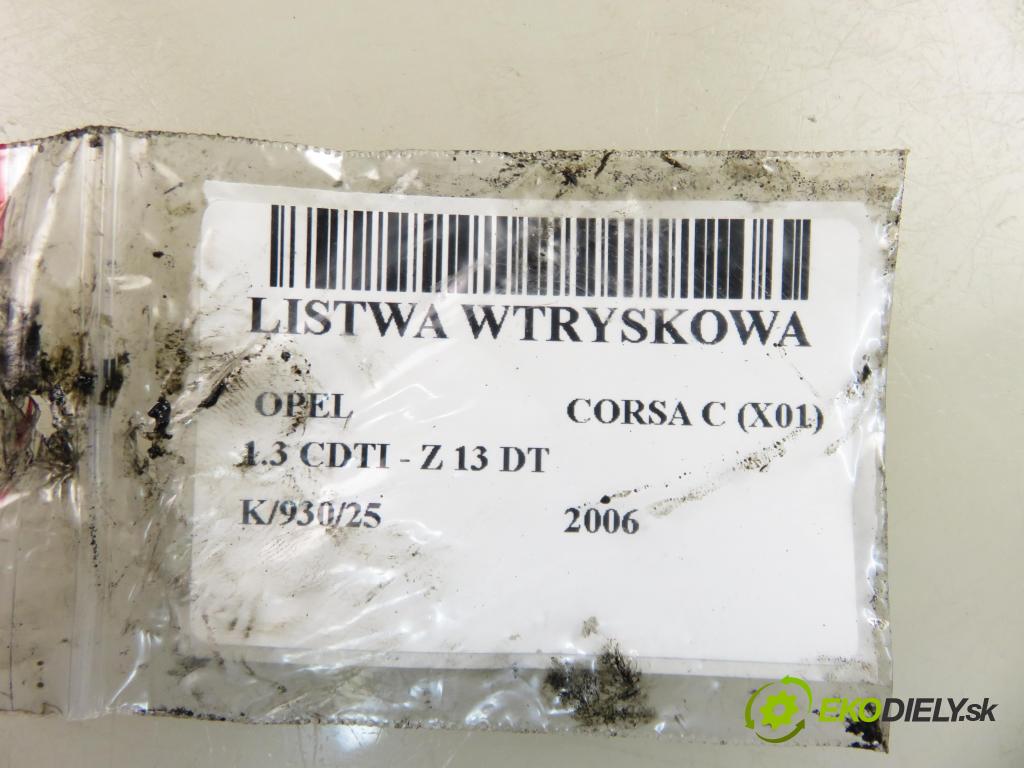 LISTWA WTRYSKOWA
OPEL CORSA C (X01)
1.3 CDTI - Z 13 DT
K/930/25 2006
EKODIELY.sk